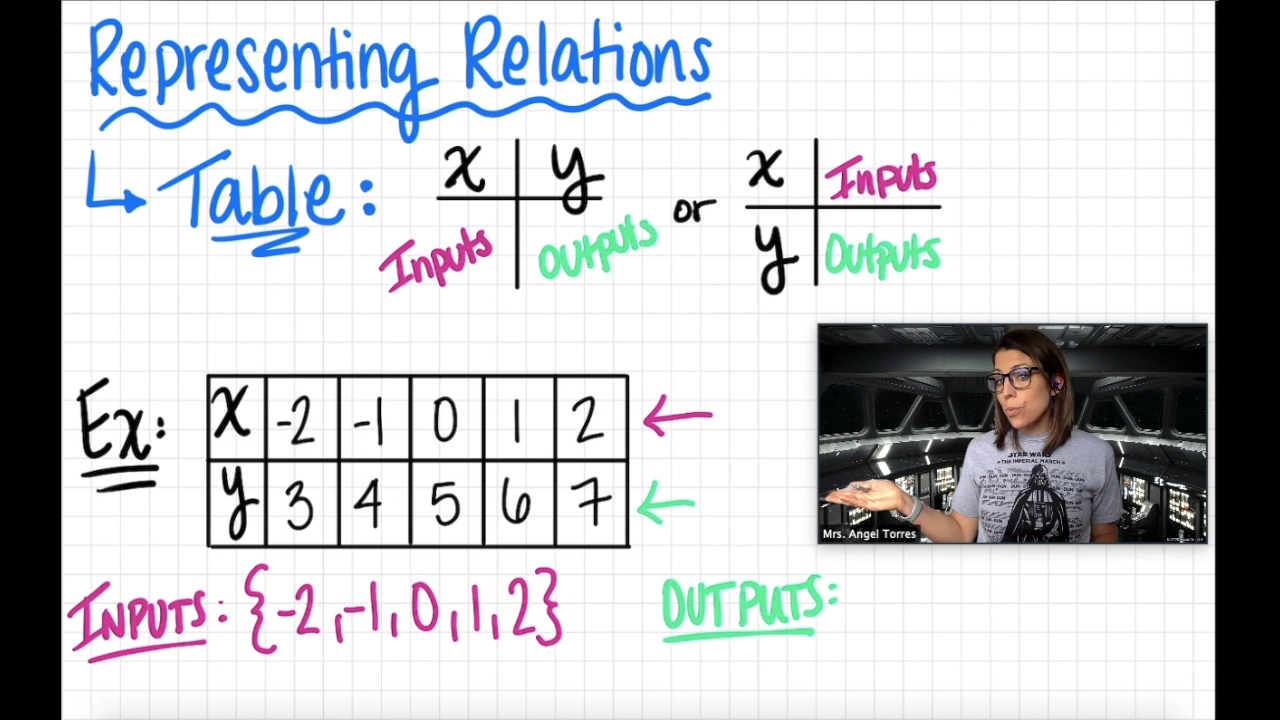 Representing Relations
Table:
x y
Inputs Outputs
or
x Inputs
y Outputs
Ex:
x -2 -1 0 1 2
y 3 4 5 6 7
STAR WARS
THE IMPERIAL MARCH
Mrs. Angel Torres
INPUTS: {-2, -1, 0, 1, 2}
OUTPUTS: